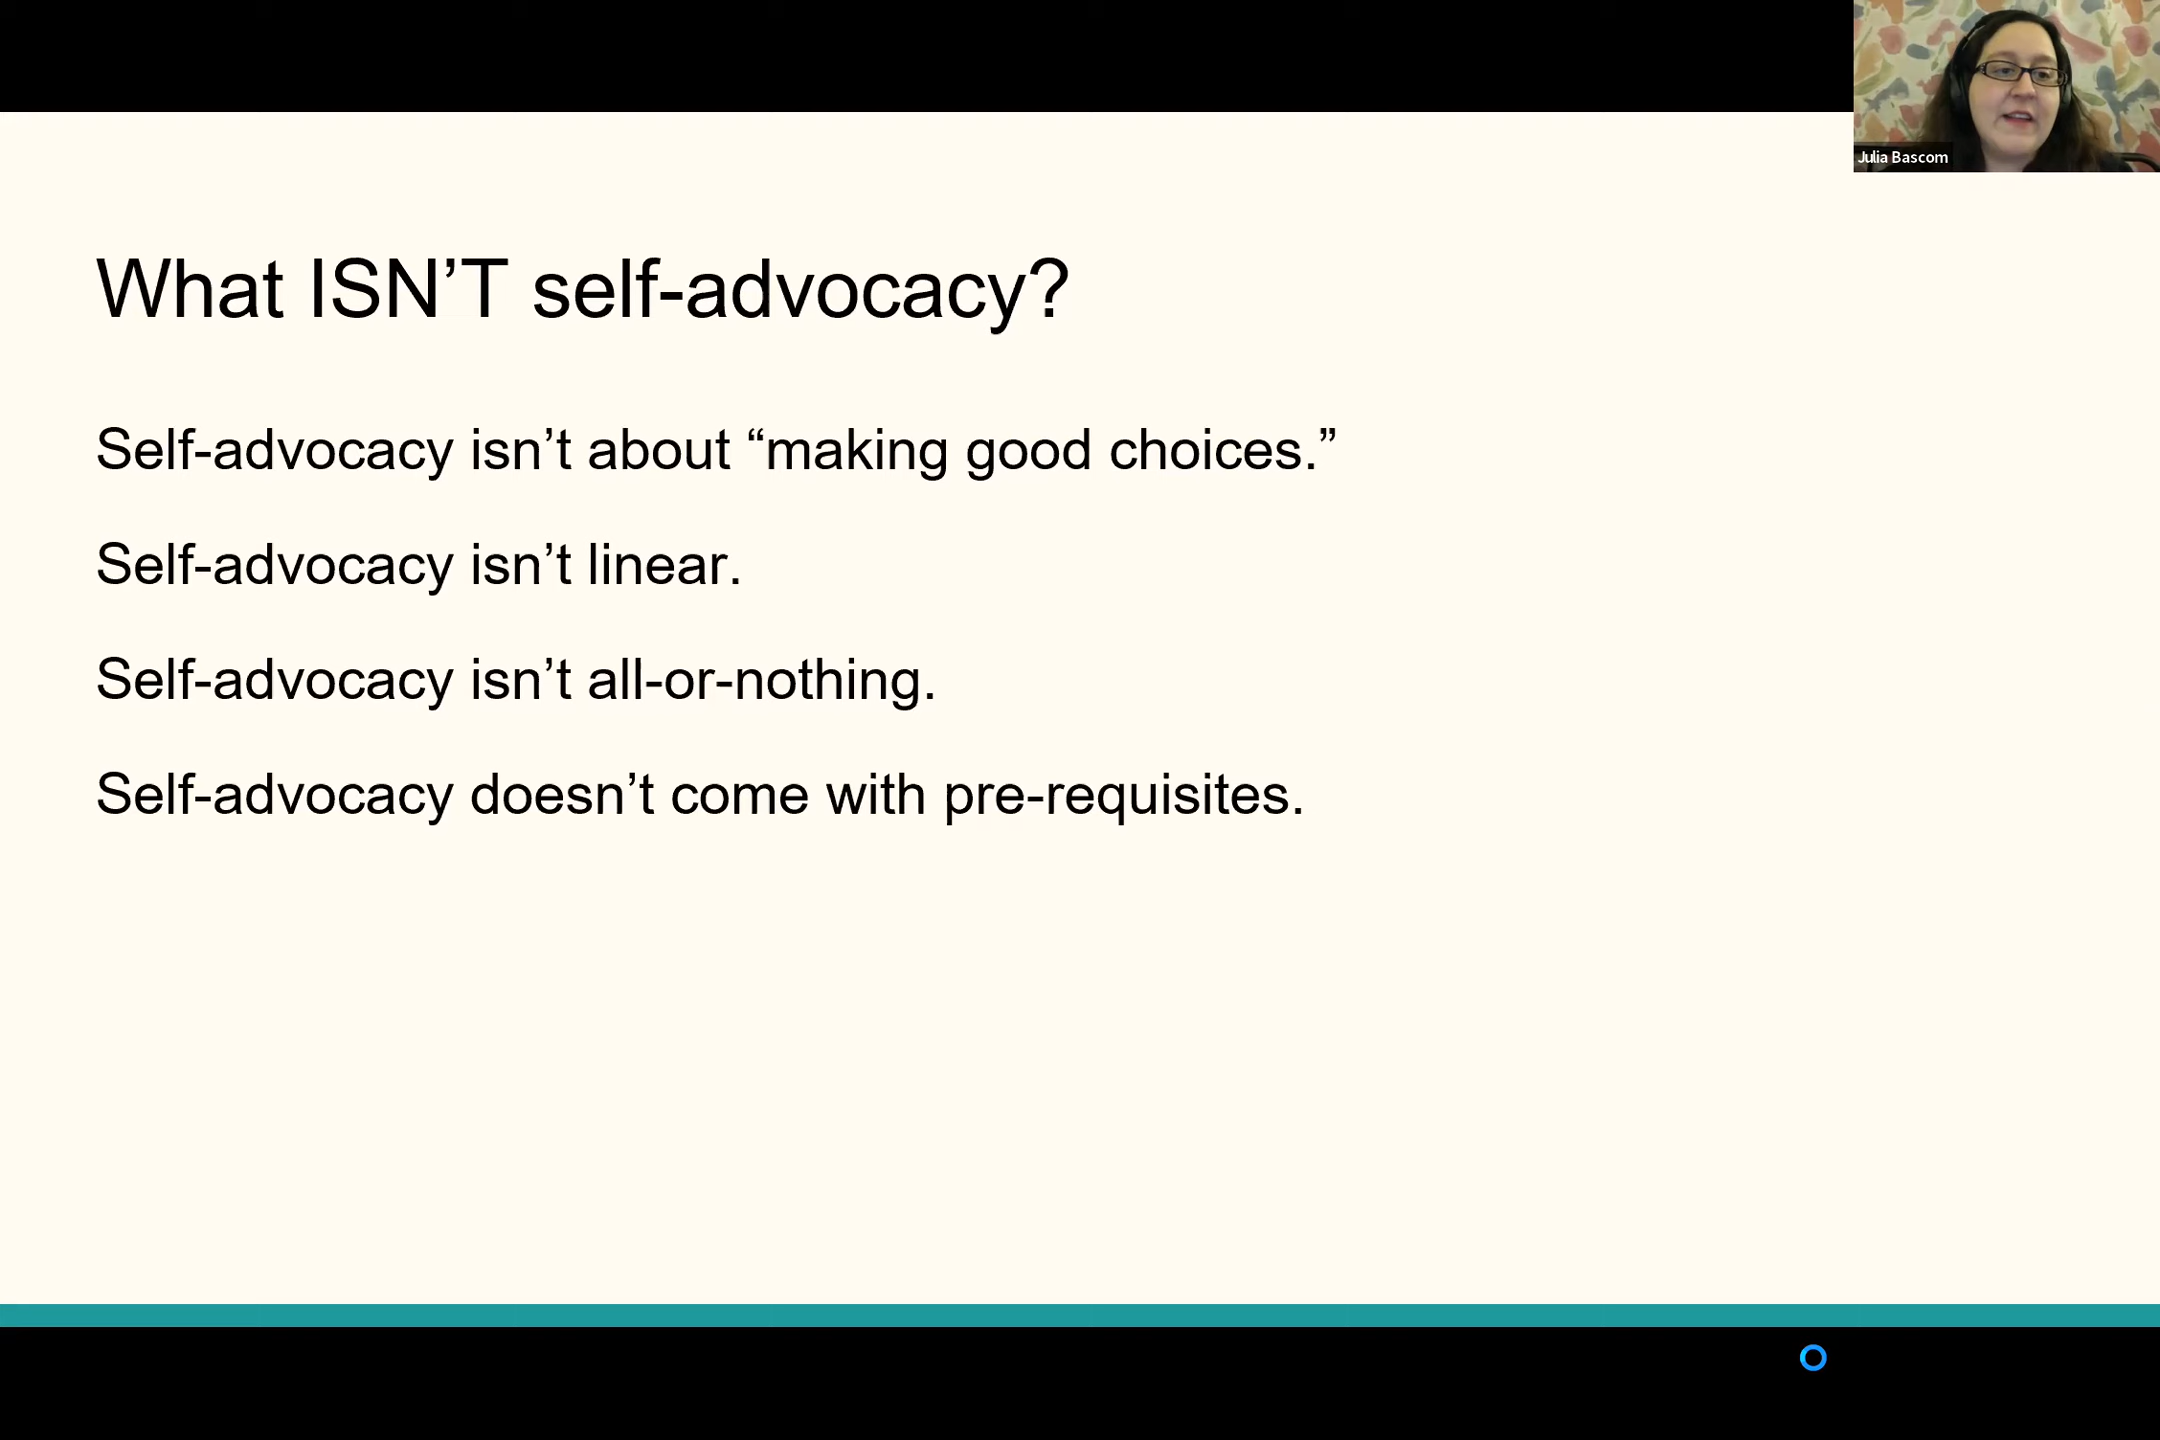 Julia Bascom
What ISN’T self-advocacy?
Self-advocacy isn’t about “making good choices.”
Self-advocacy isn’t linear.
Self-advocacy isn’t all-or-nothing.
Self-advocacy doesn’t come with pre-requisites.